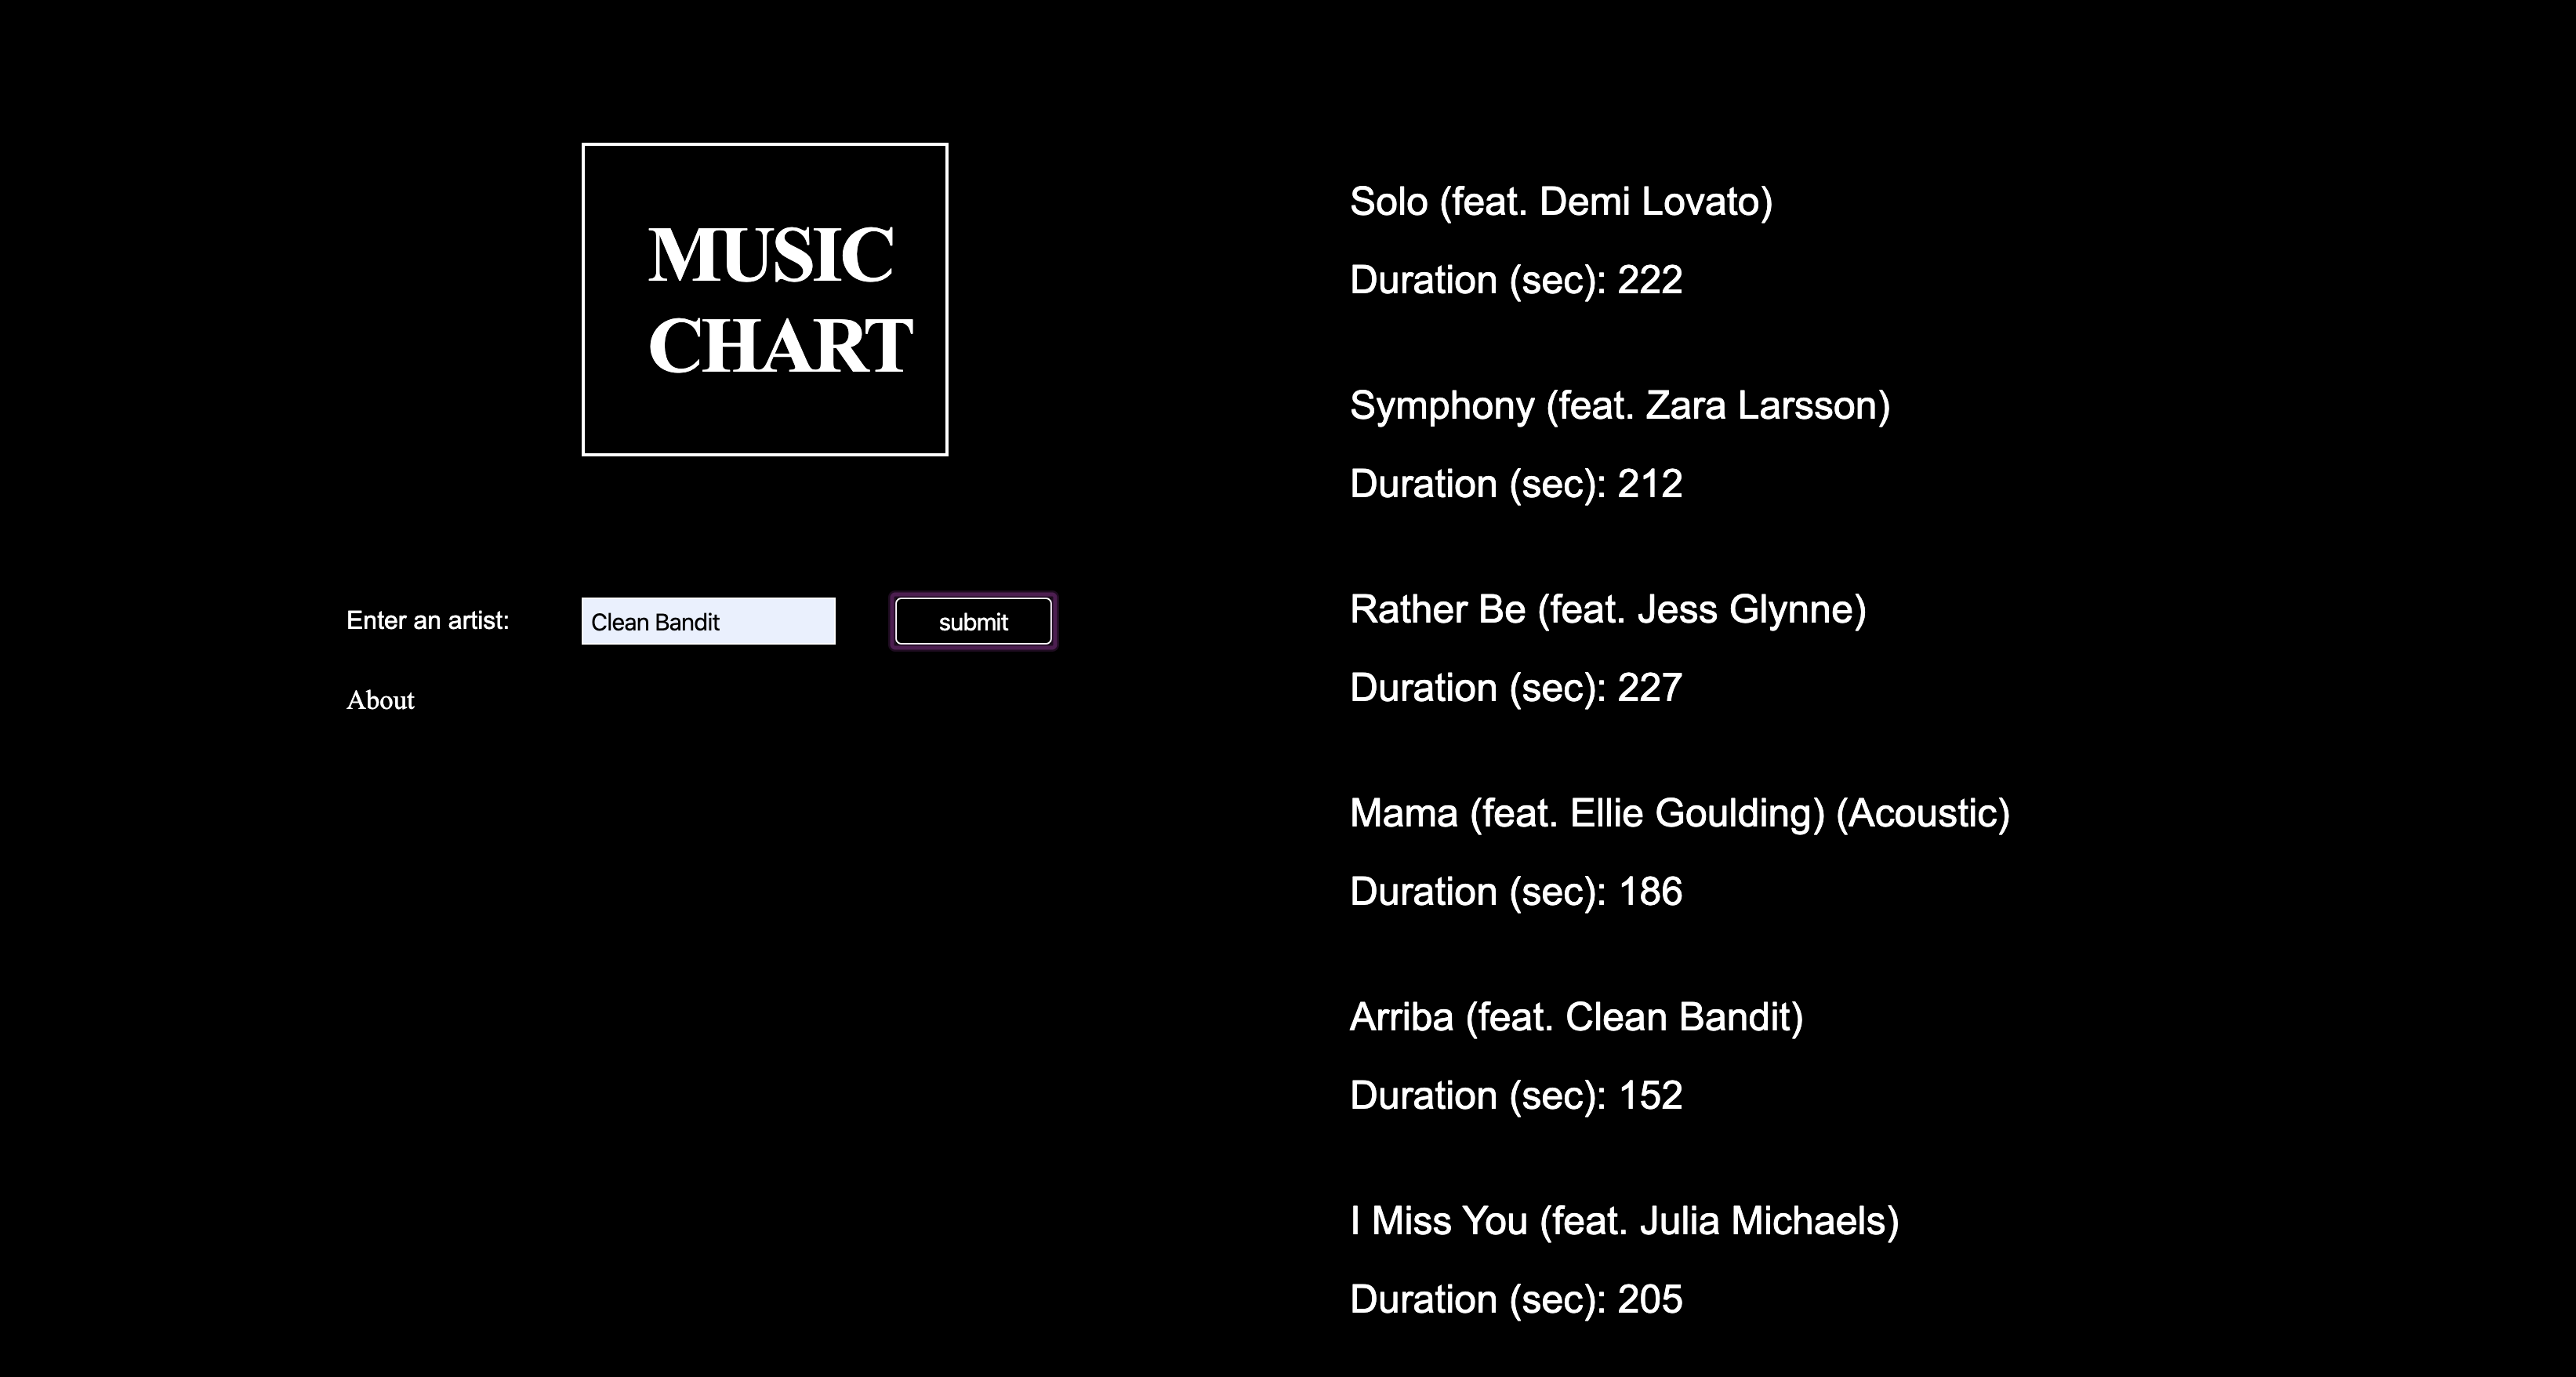 MUSIC
CHART
Enter an artist:
Clean Bandit
submit
About
Solo (feat. Demi Lovato)
Duration (sec): 222
Symphony (feat. Zara Larsson)
Duration (sec): 212
Rather Be (feat. Jess Glynne)
Duration (sec): 227
Mama (feat. Ellie Goulding) (Acoustic)
Duration (sec): 186
Arriba (feat. Clean Bandit)
Duration (sec): 152
I Miss You (feat. Julia Michaels)
Duration (sec): 205